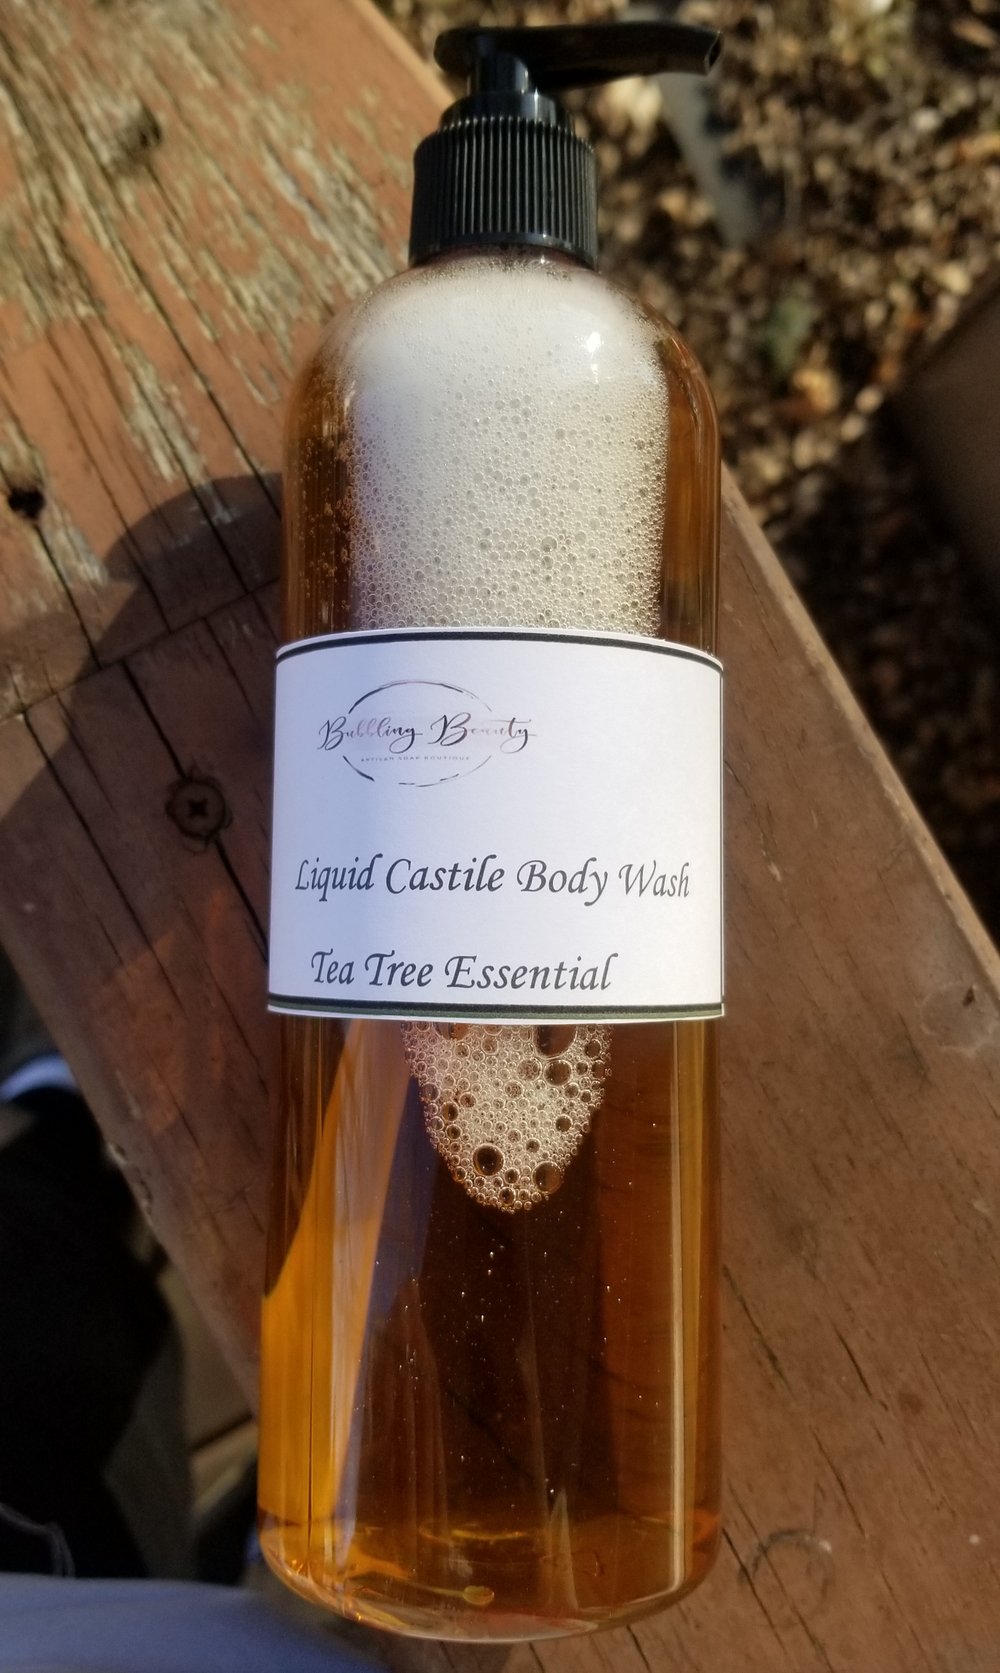 Bubbling Beauty
ARTISAN SOAP BOUTIQUE
Liquid Castile Body Wash
Tea Tree Essential